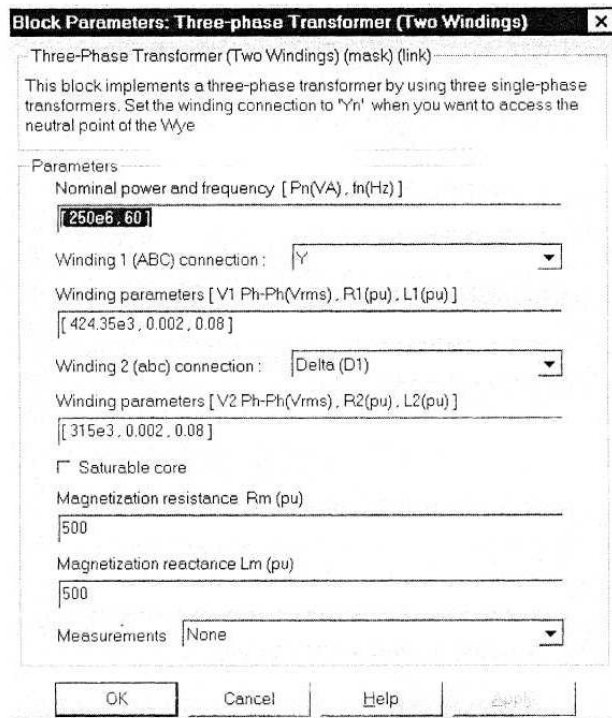 Block Parameters: Three-phase Transformer (Two Windings)
Three-Phase Transformer (Two Windings) (mask) (link)
This block implements a three-phase transformer by using three single-phase
transformers. Set the winding connection to 'Yn' when you want to access the
neutral point of the Wye
Parameters
Nominal power and frequency [ Pn(VA) , fn(Hz) ]
[ 250e6 , 60 ]
Winding 1 (ABC) connection : Y
Winding parameters [ V1 Ph-Ph(Vrms) , R1(pu) , L1(pu) ]
[ 424.35e3 , 0.002 , 0.08 ]
Winding 2 (abc) connection : Delta (D1)
Winding parameters [ V2 Ph-Ph(Vrms) , R2(pu) , L2(pu) ]
[ 315e3 , 0.002 , 0.08 ]
Saturable core
Magnetization resistance Rm (pu)
500
Magnetization reactance Lm (pu)
500
Measurements None
OK Cancel Help Apply